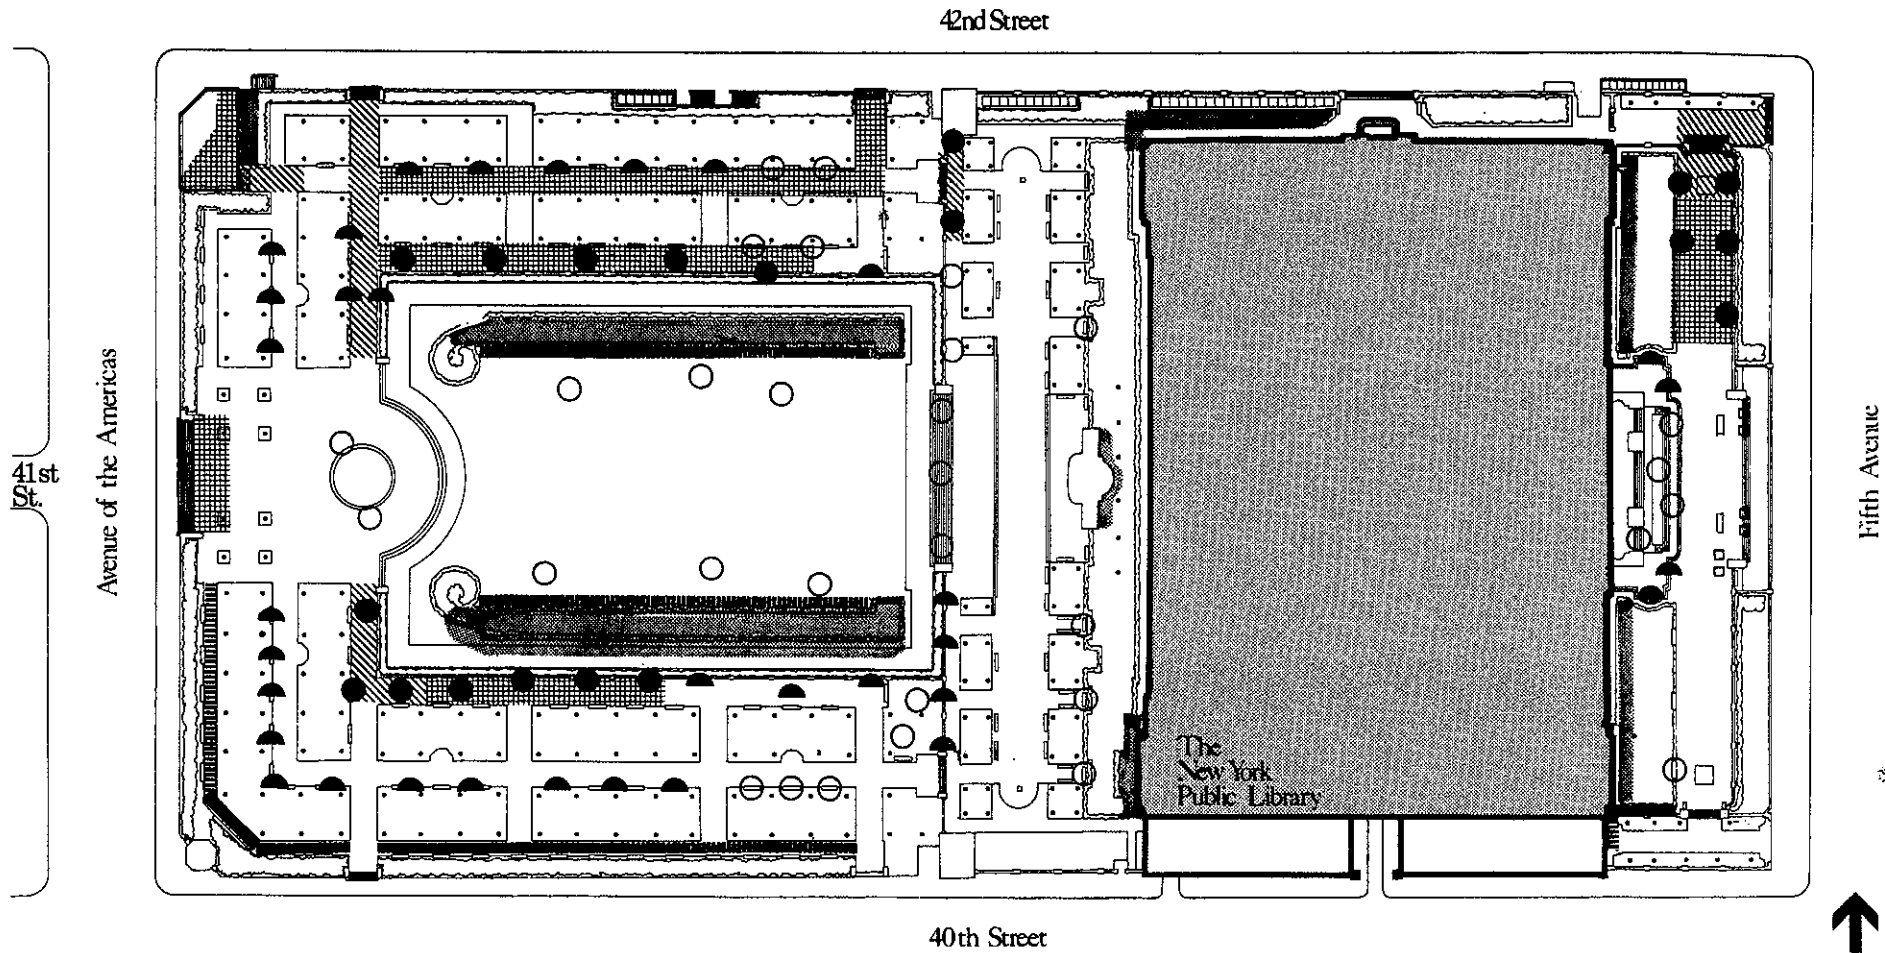 42nd Street
Avenue of the Americas
41st
St.
Fifth Avenue
The
New York
Public Library
40th Street